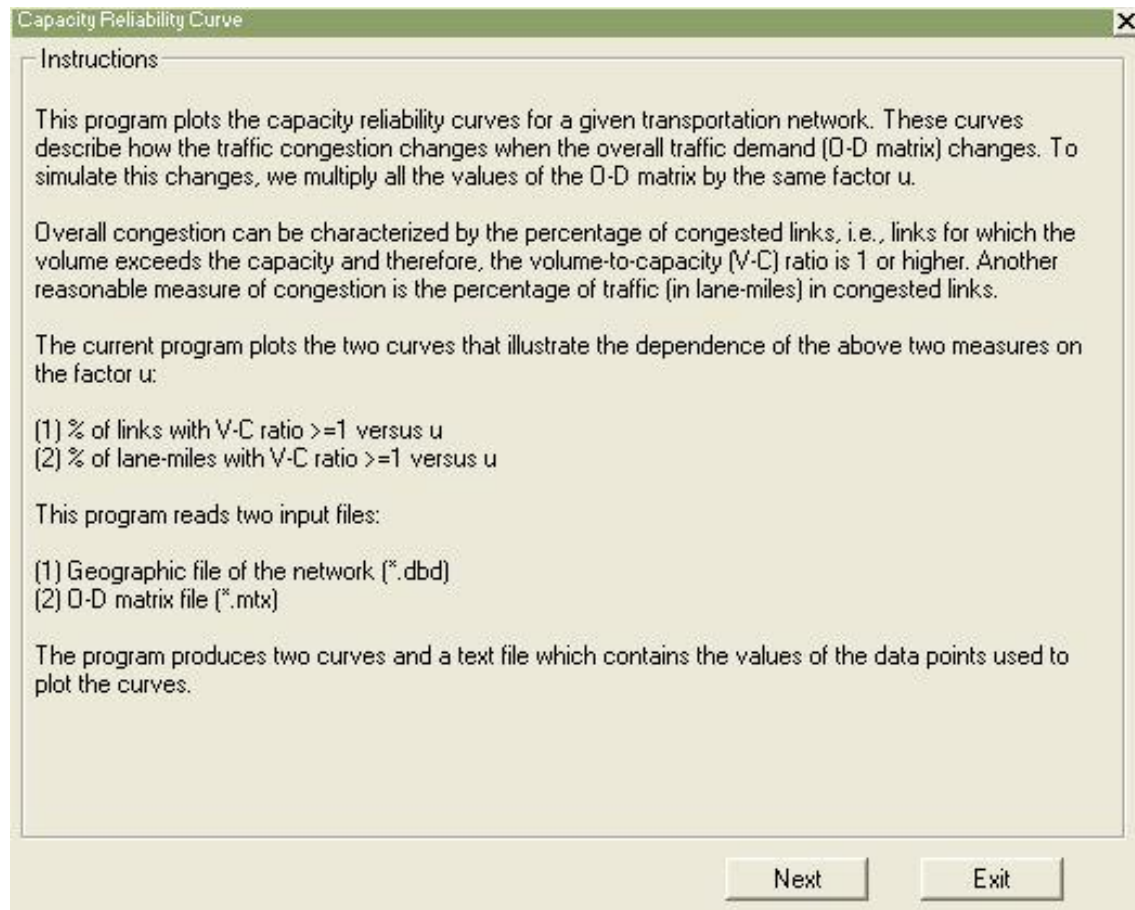 Capacity Reliability Curve
Instructions
This program plots the capacity reliability curves for a given transportation network. These curves
describe how the traffic congestion changes when the overall traffic demand (O-D matrix) changes. To
simulate this changes, we multiply all the values of the O-D matrix by the same factor u.
Overall congestion can be characterized by the percentage of congested links, i.e., links for which the
volume exceeds the capacity and therefore, the volume-to-capacity (V-C) ratio is 1 or higher. Another
reasonable measure of congestion is the percentage of traffic (in lane-miles) in congested links.
The current program plots the two curves that illustrate the dependence of the above two measures on
the factor u:
(1) % of links with V-C ratio >=1 versus u
(2) % of lane-miles with V-C ratio >=1 versus u
This program reads two input files:
(1) Geographic file of the network (*.dbd)
(2) O-D matrix file (*.mtx)
The program produces two curves and a text file which contains the values of the data points used to
plot the curves.
Next Exit